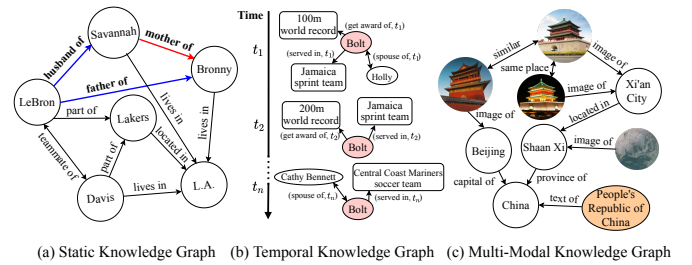 Savannah
husband of
mother of
Bronny
father of
LeBron
part of
Lakers
lives in
lives in
located in
teammate of
part of
Davis
lives in
L.A.
(a) Static Knowledge Graph
Time
t₁
100m
world record
(get award of, t₁)
Bolt
(served in, t₁)
(spouse of, t₁)
Jamaica
sprint team
Holly
t₂
200m
world record
Jamaica
sprint team
(get award of, t₂)
(served in, t₂)
Bolt
tₙ
Cathy Bennett
Central Coast Mariners
soccer team
(spouse of, tₙ)
(served in, tₙ)
Bolt
(b) Temporal Knowledge Graph
similar
image of
same place
image of
Xi'an
City
image of
located in
Beijing
Shaan Xi
image of
capital of
province of
China
text of
People's
Republic of
China
(c) Multi-Modal Knowledge Graph